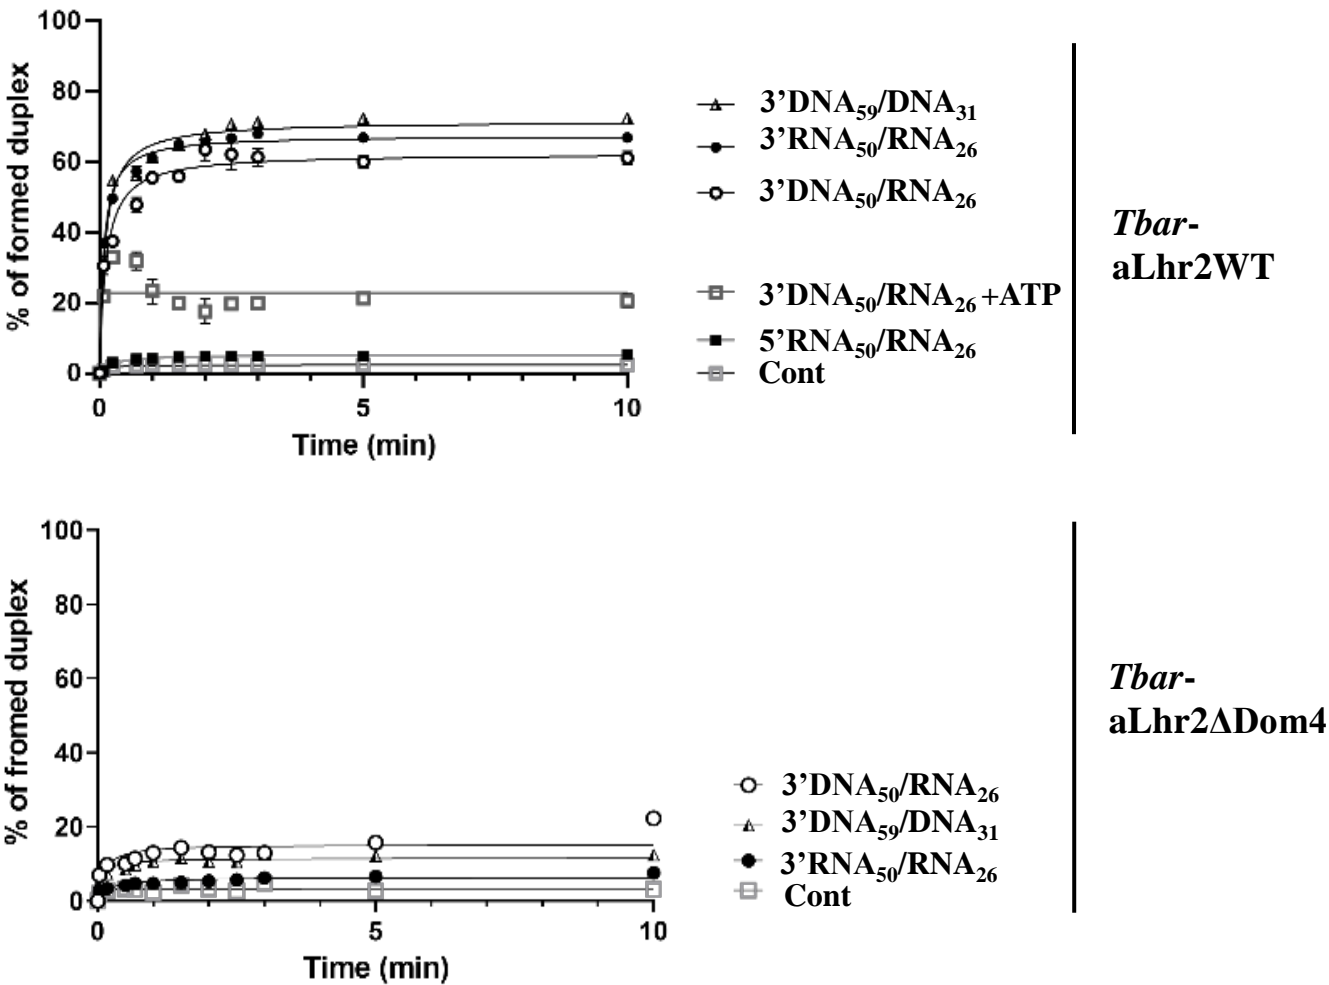 100
80
60
40
20
0
% of formed duplex
0 5 10
Time (min)
3’DNA₅₉/DNA₃₁
3’RNA₅₀/RNA₂₆
3’DNA₅₀/RNA₂₆
3’DNA₅₀/RNA₂₆ +ATP
5’RNA₅₀/RNA₂₆
Cont
Tbar-
aLhr2WT
100
80
60
40
20
0
% of fromed duplex
0 5 10
Time (min)
3’DNA₅₀/RNA₂₆
3’DNA₅₉/DNA₃₁
3’RNA₅₀/RNA₂₆
Cont
Tbar-
aLhr2ΔDom4